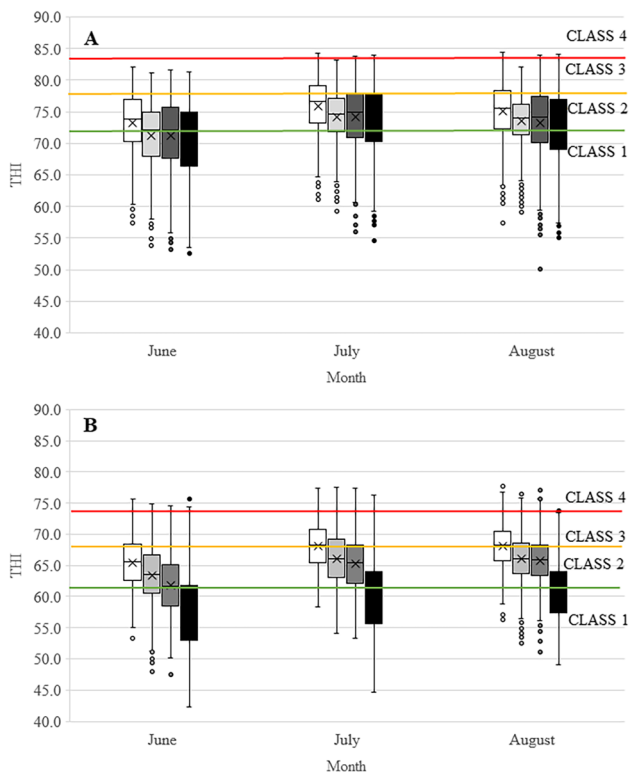 90.0
A
CLASS 4
85.0
CLASS 3
80.0
75.0
CLASS 2
70.0
CLASS 1
THI
65.0
60.0
55.0
50.0
45.0
40.0
June July August
Month
90.0
B
85.0
80.0
75.0
CLASS 4
70.0
CLASS 3
65.0
CLASS 2
THI
60.0
CLASS 1
55.0
50.0
45.0
40.0
June July August
Month